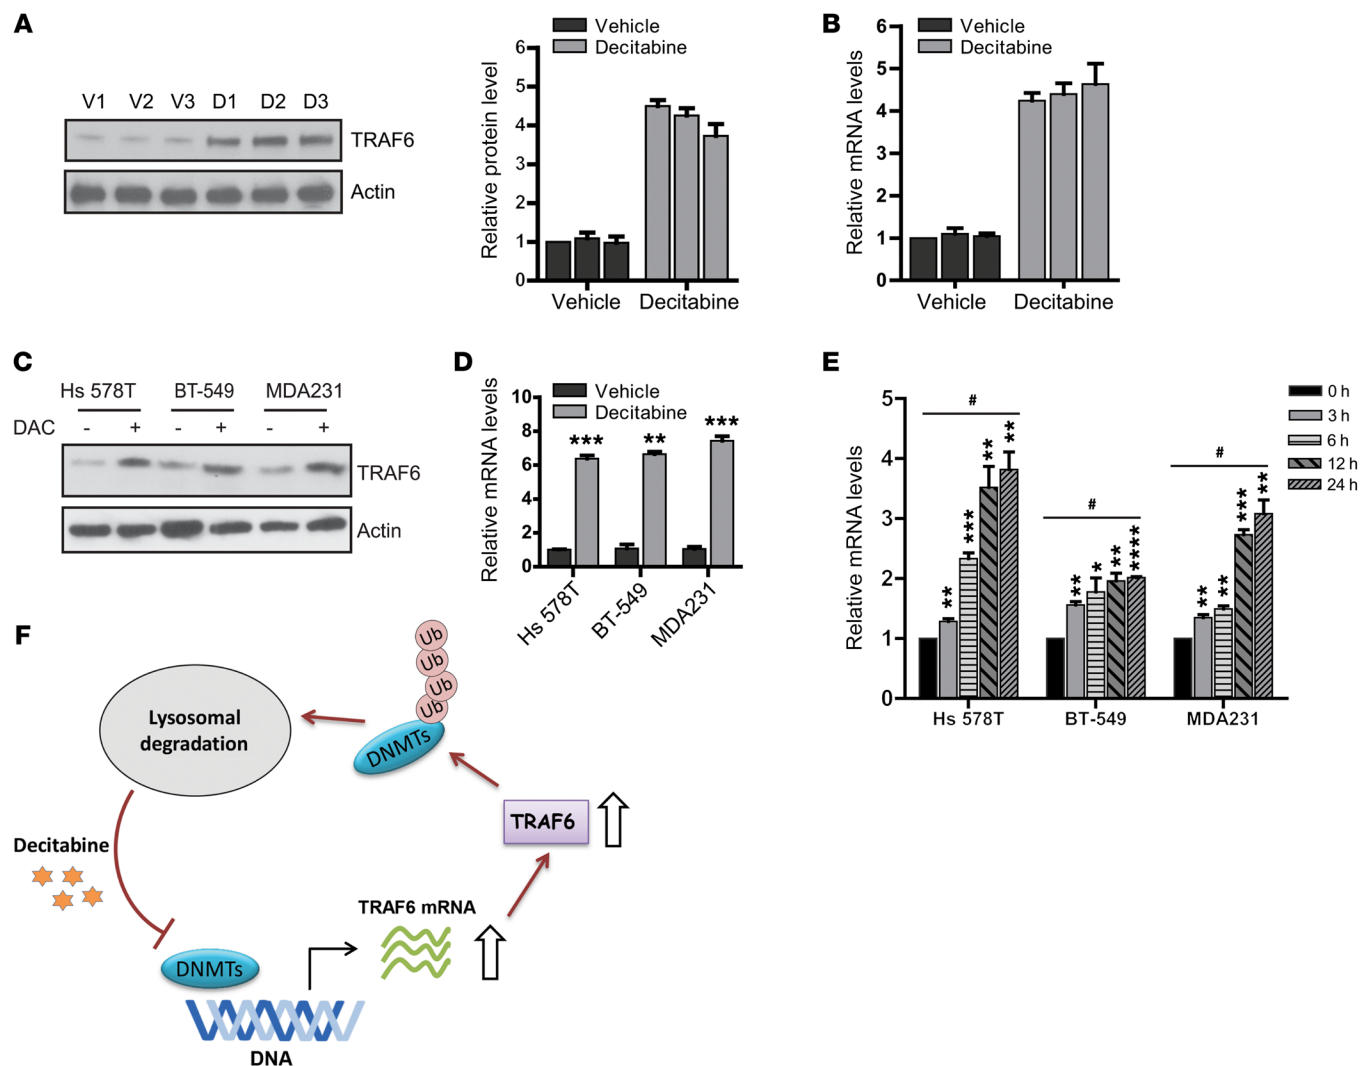 A
V1 V2 V3 D1 D2 D3
TRAF6
Actin
Vehicle
Decitabine
Relative protein level
6
5
4
3
2
1
0
Vehicle Decitabine
B
Vehicle
Decitabine
Relative mRNA levels
6
5
4
3
2
1
0
Vehicle Decitabine
C
Hs 578T BT-549 MDA231
DAC - + - + - +
TRAF6
Actin
D
Vehicle
Decitabine
Relative mRNA levels
10
8
6
4
2
0
*** ** ***
Hs 578T BT-549 MDA231
E
0 h
3 h
6 h
12 h
24 h
Relative mRNA levels
5
4
3
2
1
0
# # #
** *** ** ** ** * ** **** ** ** *** **
Hs 578T BT-549 MDA231
F
Ub
Ub
Ub
Ub
DNMTs
Lysosomal
degradation
TRAF6
Decitabine
TRAF6 mRNA
DNMTs
DNA